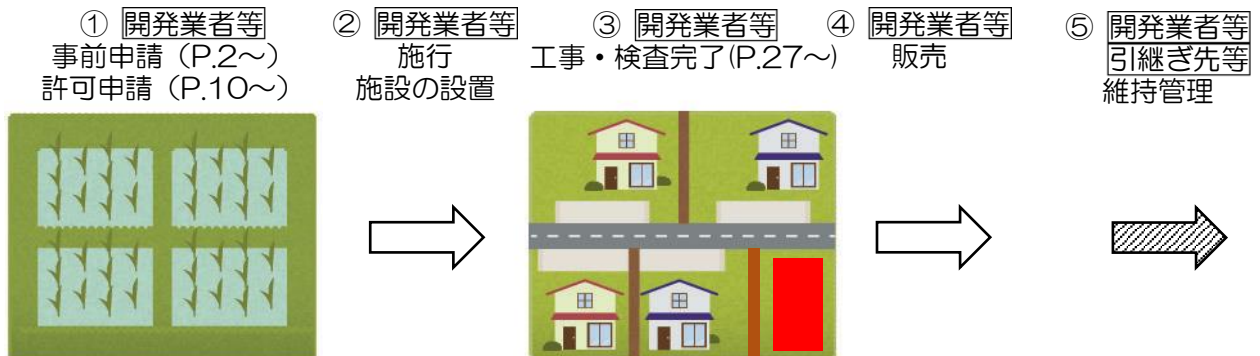 ① 開発業者等
事前申請（P.2～）
許可申請（P.10～）
② 開発業者等
施行
施設の設置
③ 開発業者等
工事・検査完了(P.27～)
④ 開発業者等
販売
⑤ 開発業者等
引継ぎ先等
維持管理